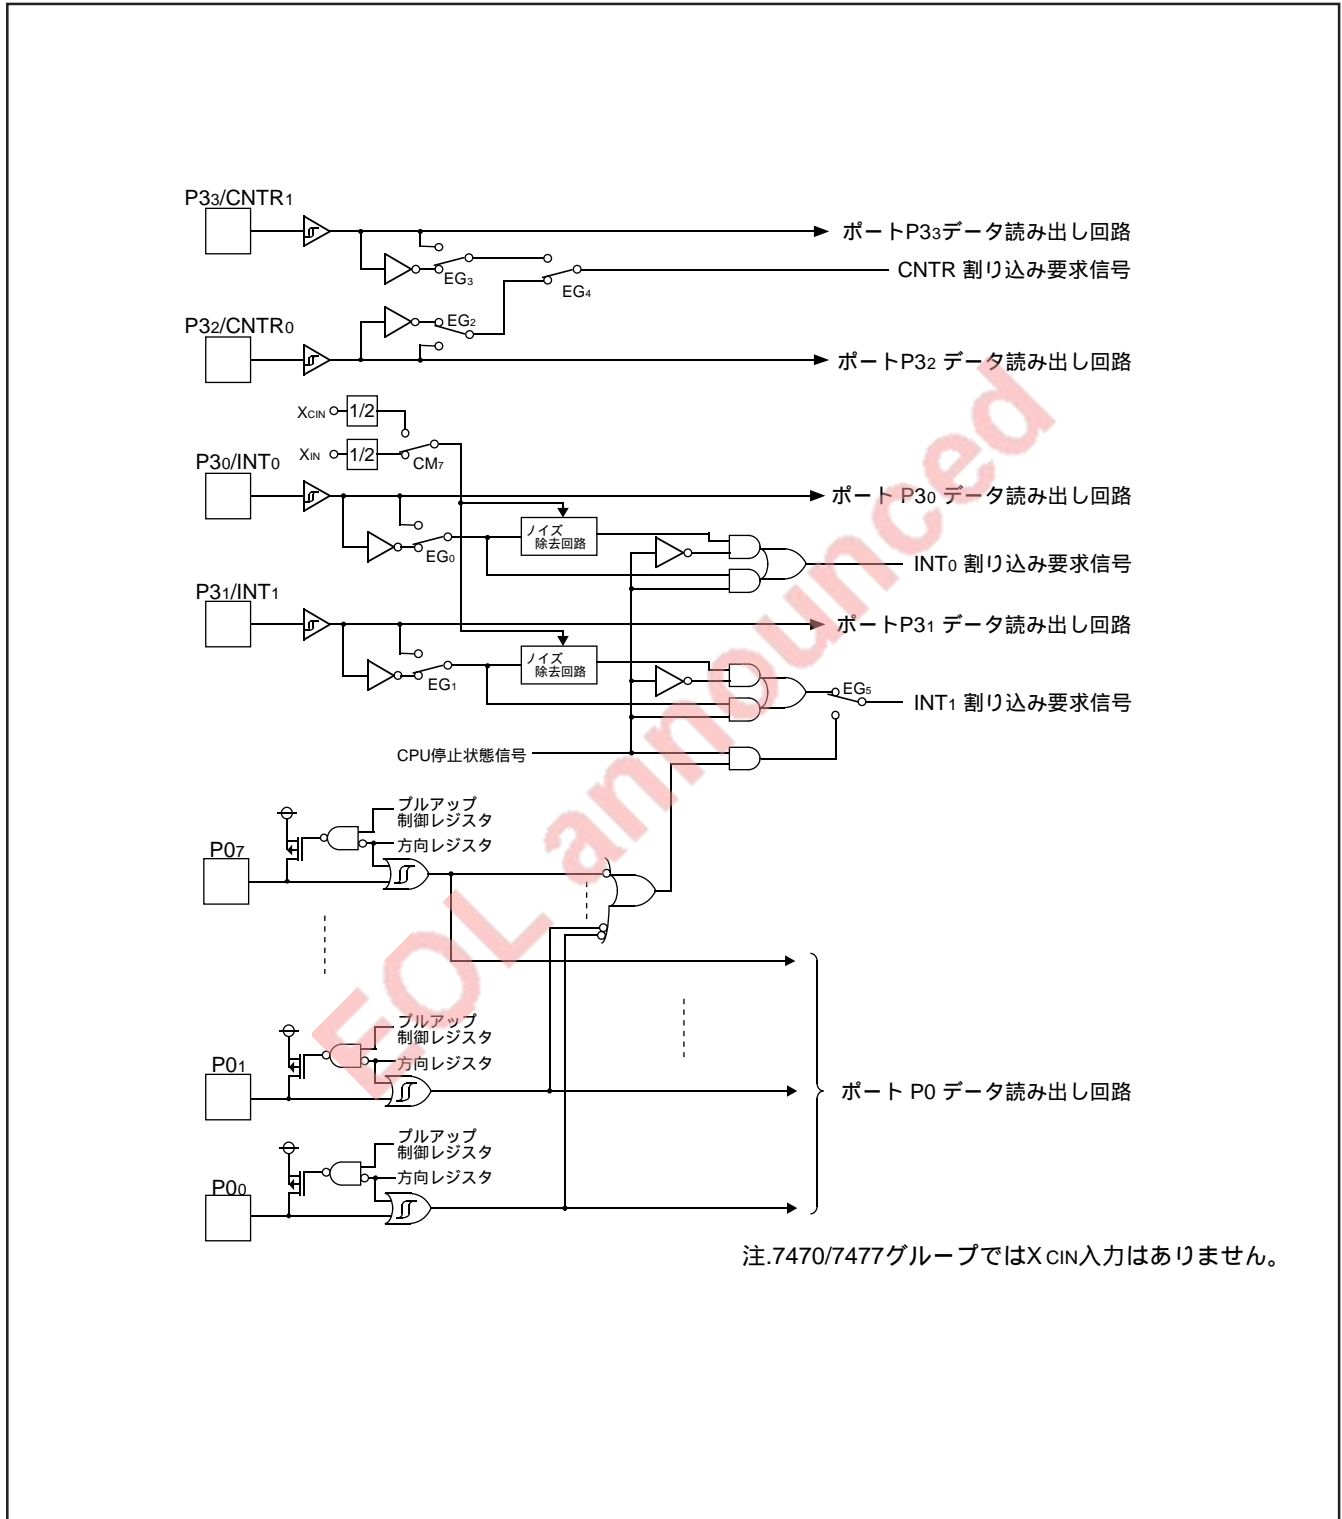 P33/CNTR1
ポートP33データ読み出し回路
EG3
CNTR 割り込み要求信号
EG4
P32/CNTR0
EG2
ポートP32 データ読み出し回路
XCIN
1/2
XIN
1/2
CM7
P30/INT0
ポート P30 データ読み出し回路
ノイズ
除去回路
EG0
INT0 割り込み要求信号
P31/INT1
ポートP31 データ読み出し回路
ノイズ
除去回路
EG1
EG5
INT1 割り込み要求信号
CPU停止状態信号
プルアップ
制御レジスタ
方向レジスタ
P07
プルアップ
制御レジスタ
方向レジスタ
P01
ポート P0 データ読み出し回路
プルアップ
制御レジスタ
方向レジスタ
P00
注.7470/7477グループではXCIN入力はありません。
EOL announced